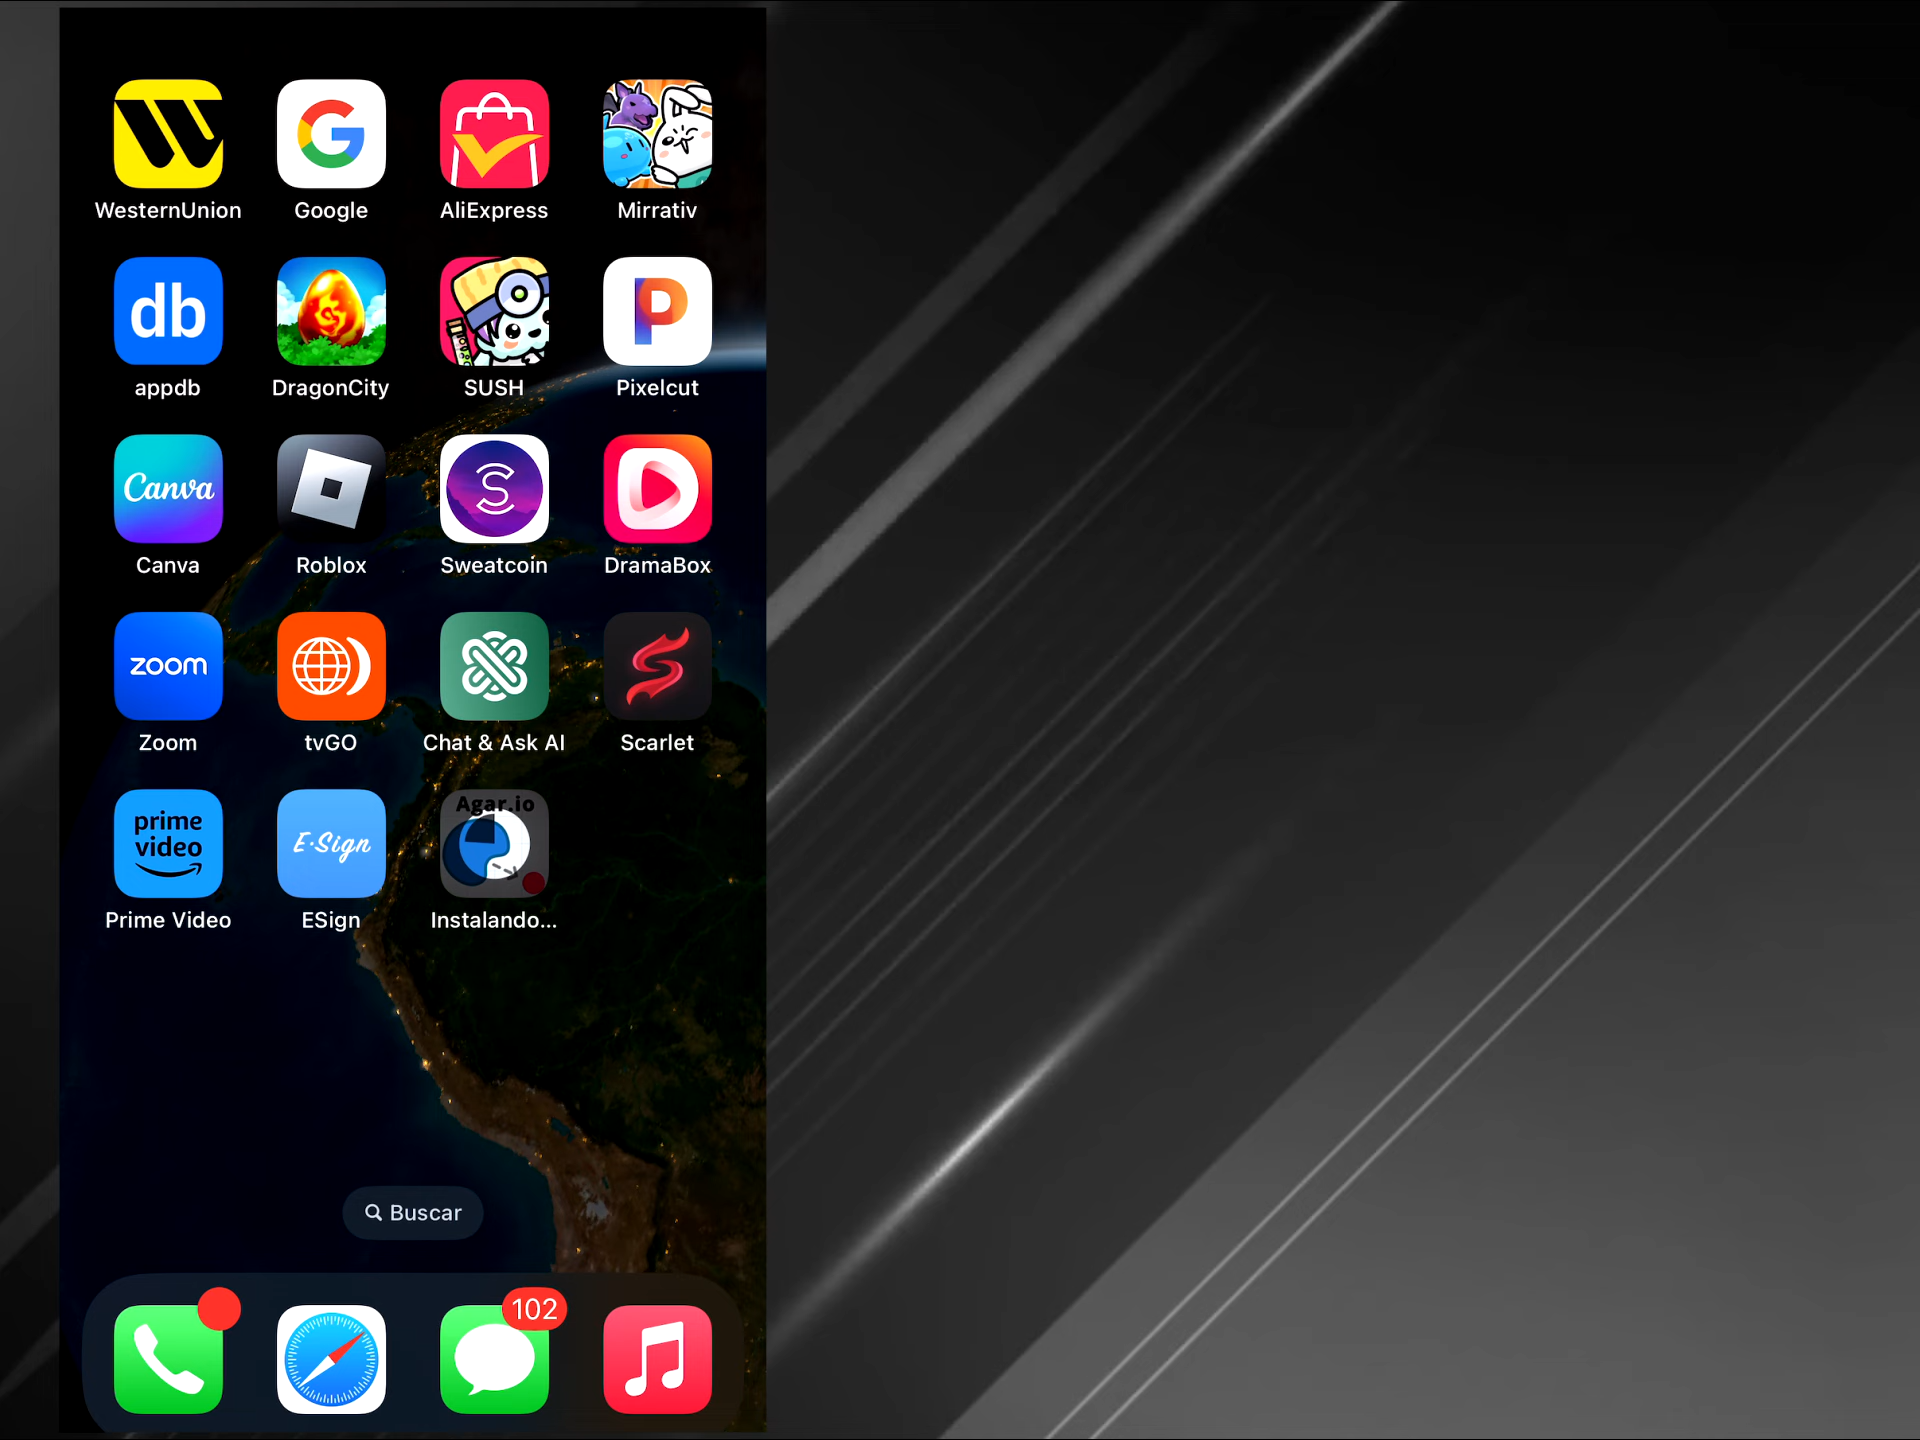 WesternUnion
Google
AliExpress
Mirrativ
db
appdb
DragonCity
SUSH
P
Pixelcut
Canva
Canva
Roblox
S
Sweatcoin
DramaBox
zoom
Zoom
tvGO
Chat & Ask AI
Scarlet
prime
video
Prime Video
E·Sign
ESign
Agar.io
Instalando...
Buscar
102